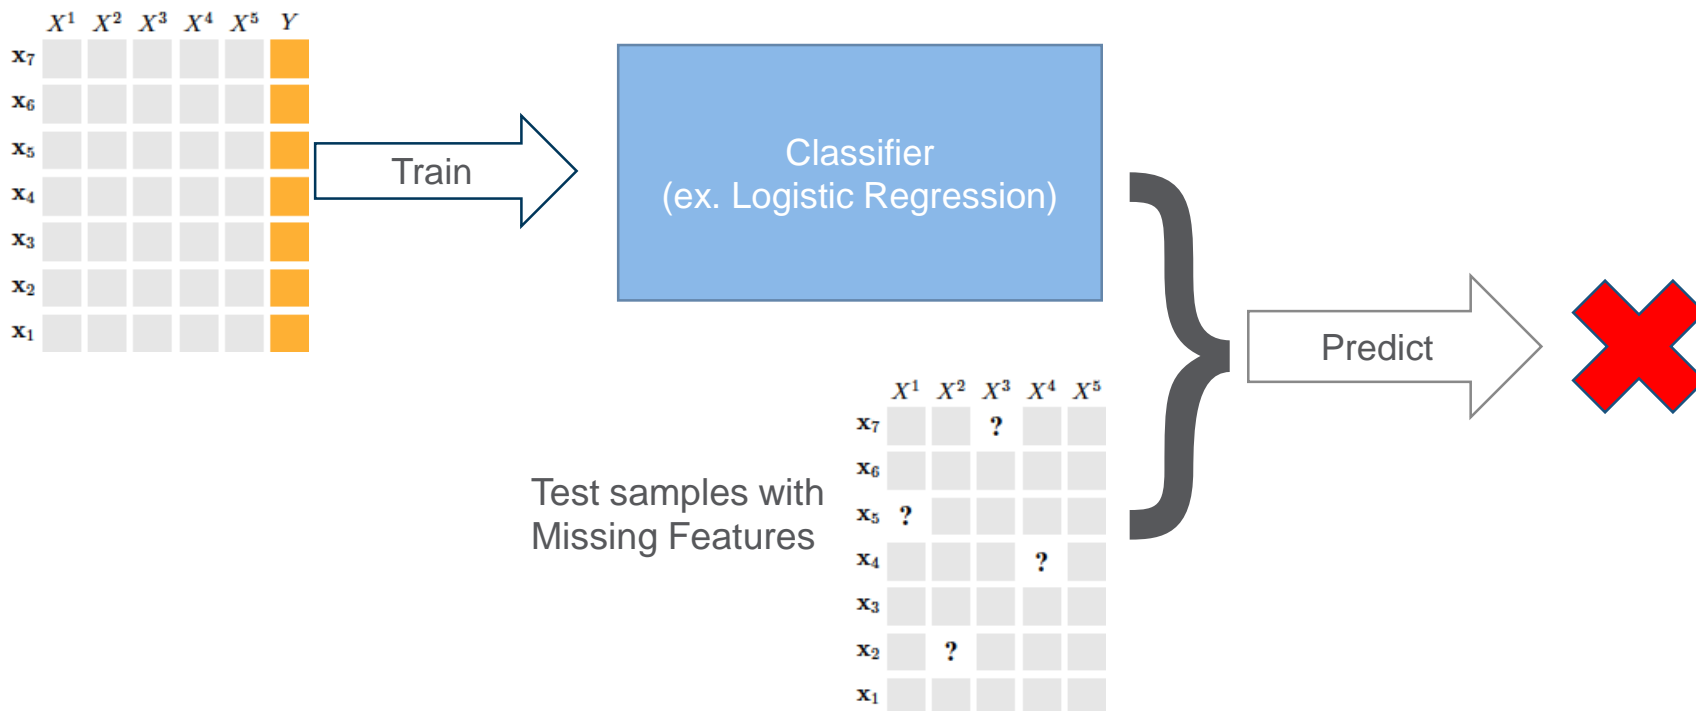 X¹ X² X³ X⁴ X⁵ Y
x₇
x₆
x₅
x₄
x₃
x₂
x₁
Train
Classifier
(ex. Logistic Regression)
Test samples with
Missing Features
X¹ X² X³ X⁴ X⁵
x₇ ?
x₆
x₅ ?
x₄ ?
x₃
x₂ ?
x₁
}
Predict